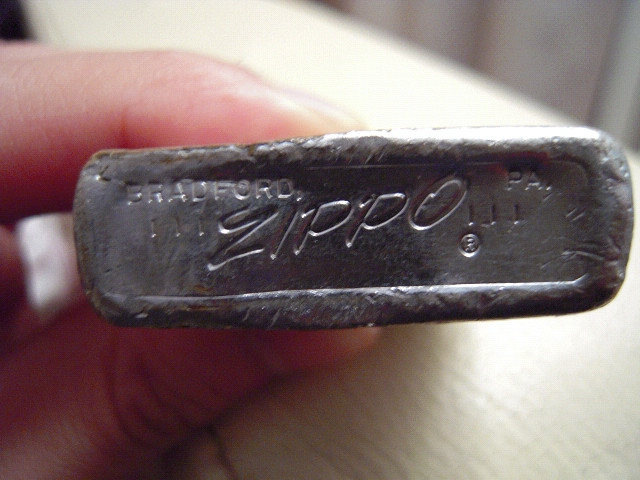 BRADFORD, PA.
||| ZIPPO |||
®